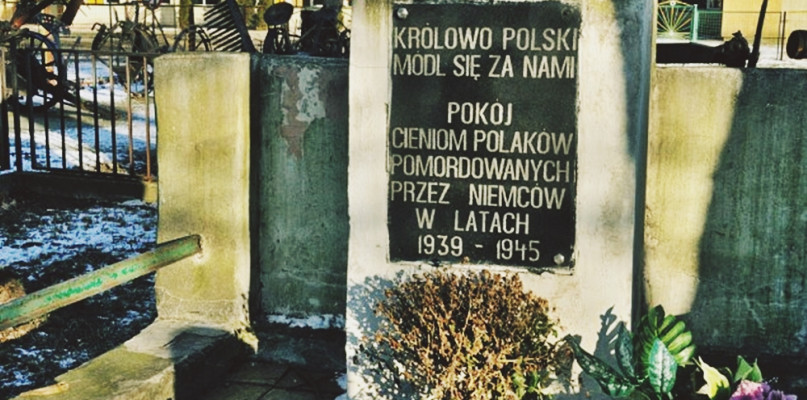 KRÓLOWO POLSKI
MÓDL SIĘ ZA NAMI
POKÓJ
CIENIOM POLAKÓW
POMORDOWANYCH
PRZEZ NIEMCÓW
W LATACH
1939 - 1945